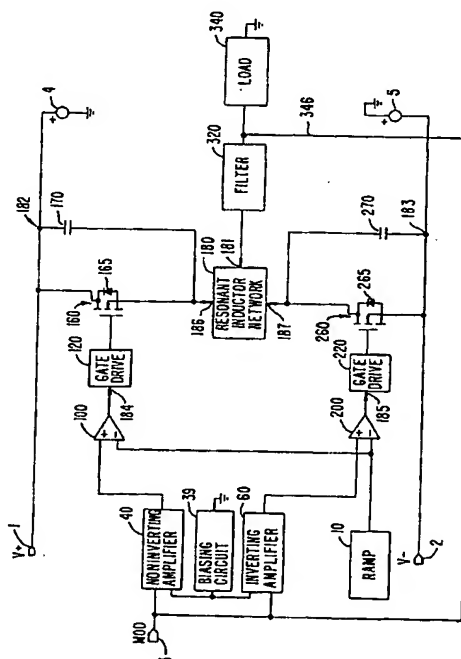 V+
1
182
4
+
170
165
160
120
GATE DRIVE
184
100
+
−
40
NONINVERTING AMPLIFIER
39
BIASING CIRCUIT
60
INVERTING AMPLIFIER
MOD
186
180
181
RESONANT INDUCTOR NETWORK
187
320
FILTER
340
LOAD
346
270
183
+
5
265
260
220
GATE DRIVE
185
200
+
−
10
RAMP
V−
2